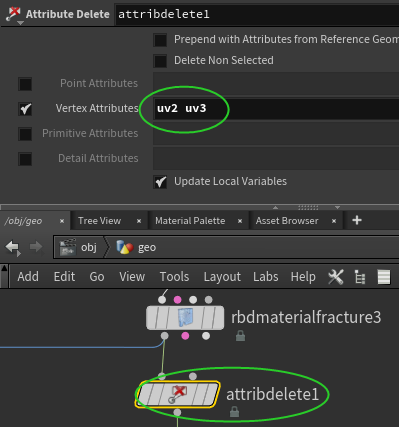 Attribute Delete attribdelete1
Prepend with Attributes from Reference Geom
Delete Non Selected
Point Attributes
Vertex Attributes uv2 uv3
Primitive Attributes
Detail Attributes
Update Local Variables
/obj/geo × Tree View × Material Palette × Asset Browser × +
obj geo
Add Edit Go View Tools Layout Labs Help
rbdmaterialfracture3
attribdelete1